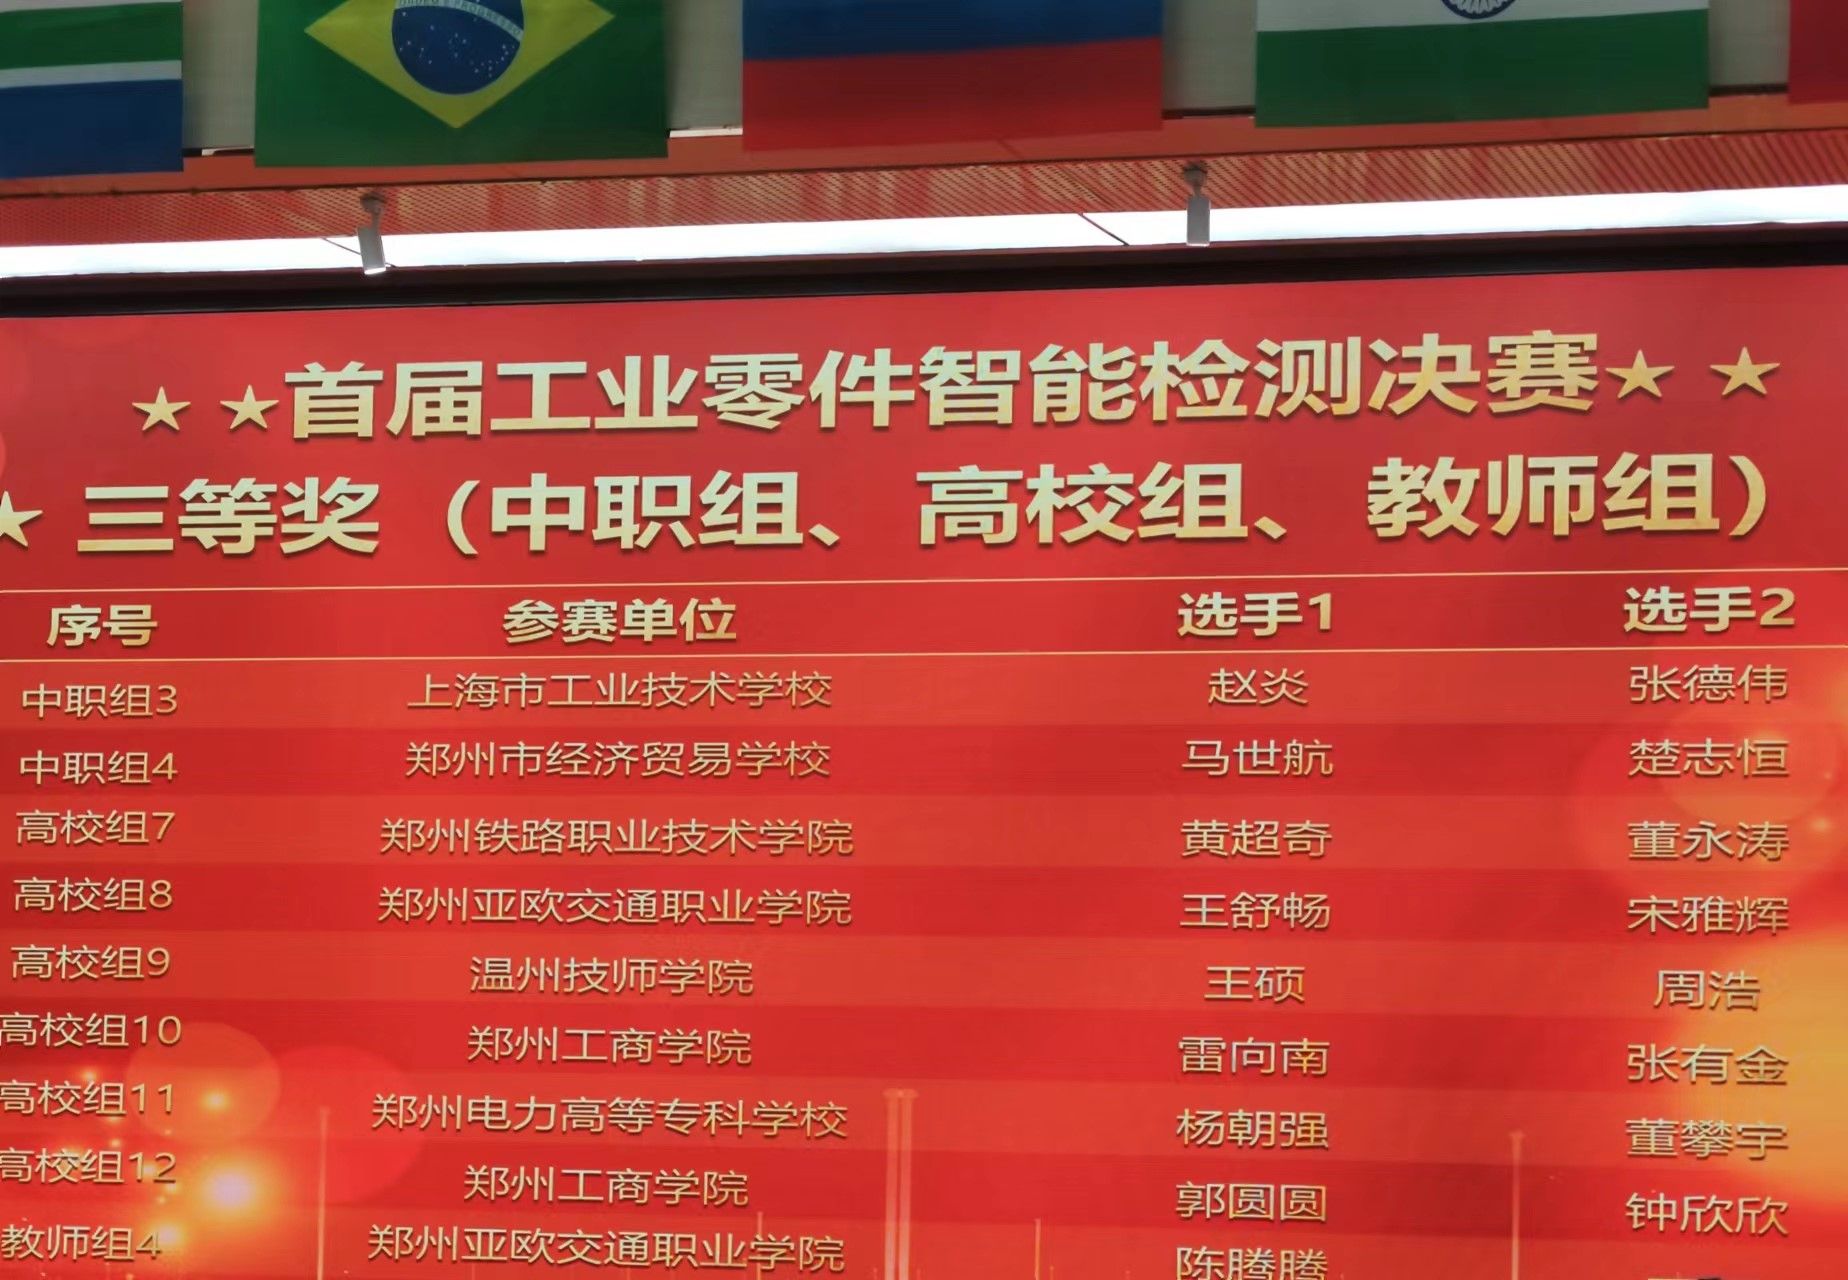 ★ ★首届工业零件智能检测决赛★ ★
★ 三等奖（中职组、高校组、教师组）
序号 参赛单位 选手1 选手2
中职组3 上海市工业技术学校 赵炎 张德伟
中职组4 郑州市经济贸易学校 马世航 楚志恒
高校组7 郑州铁路职业技术学院 黄超奇 董永涛
高校组8 郑州亚欧交通职业学院 王舒畅 宋雅辉
高校组9 温州技师学院 王硕 周浩
高校组10 郑州工商学院 雷向南 张有金
高校组11 郑州电力高等专科学校 杨朝强 董攀宇
高校组12 郑州工商学院 郭圆圆 钟欣欣
教师组4 郑州亚欧交通职业学院 陈腾腾